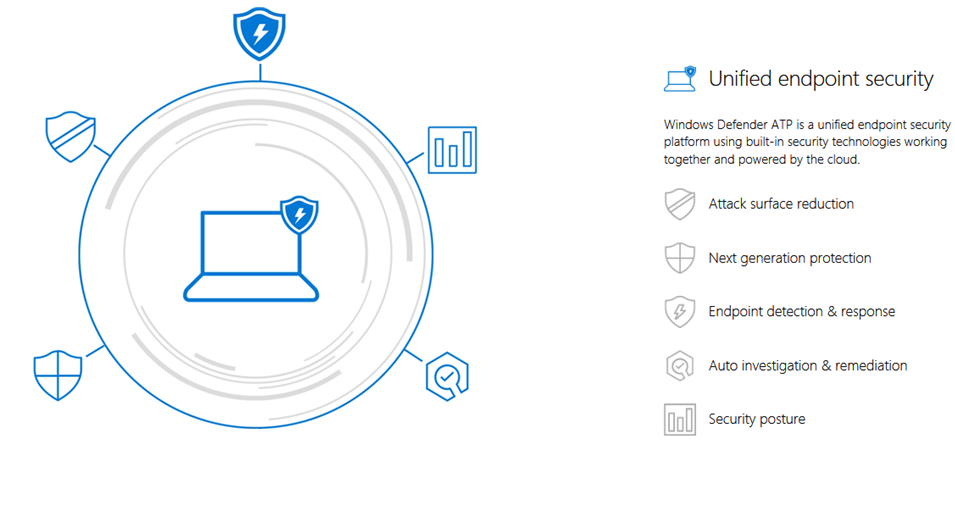 Unified endpoint security
Windows Defender ATP is a unified endpoint security
platform using built-in security technologies working
together and powered by the cloud.
Attack surface reduction
Next generation protection
Endpoint detection & response
Auto investigation & remediation
Security posture